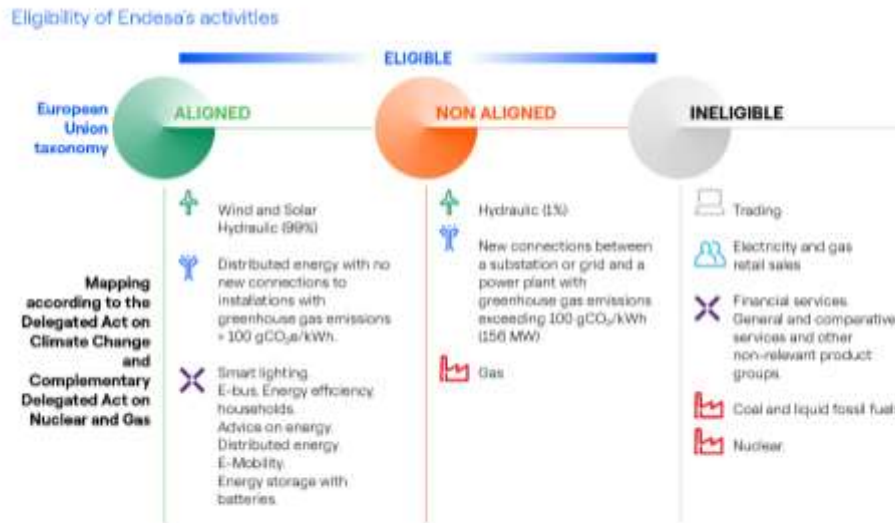 Eligibility of Endesa's activities
ELIGIBLE
European
Union
taxonomy
ALIGNED
NON ALIGNED
INELIGIBLE
Mapping
according to the
Delegated Act on
Climate Change
and
Complementary
Delegated Act on
Nuclear and Gas
Wind and Solar
Hydraulic (99%)
Distributed energy with no
new connections to
installations with
greenhouse gas emissions
> 100 gCO₂e/kWh.
Smart lighting.
E-bus. Energy efficiency
households.
Advice on energy.
Distributed energy.
E-Mobility.
Energy storage with
batteries.
Hydraulic (1%)
New connections between
a substation or grid and a
power plant with
greenhouse gas emissions
exceeding 100 gCO₂/kWh
(156 MW)
Gas
Trading
Electricity and gas
retail sales
Financial services.
General and comparative
services and other
non-relevant product
groups.
Coal and liquid fossil fuel
Nuclear.